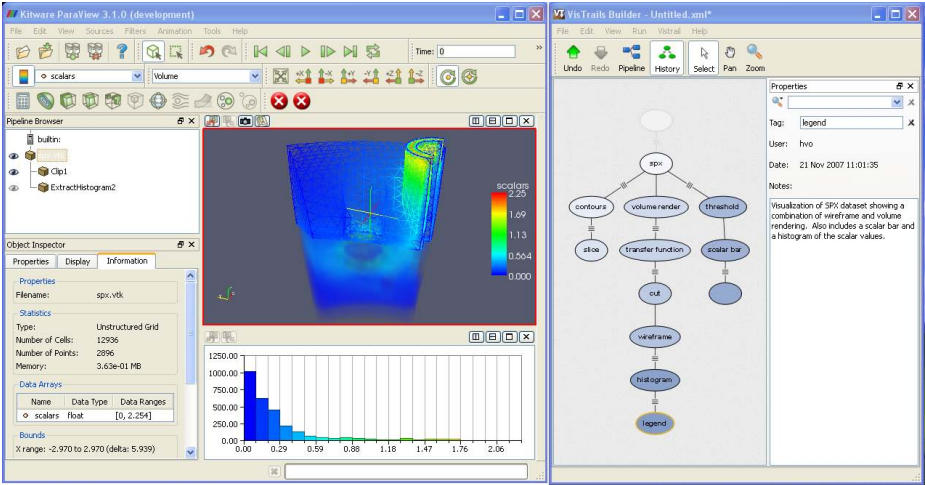 Kitware ParaView 3.1.0 (development)
File Edit View Sources Filters Animation Tools Help
Time: 0
scalars
Volume
Pipeline Browser
builtin:
Clip1
ExtractHistogram2
Object Inspector
Properties Display Information
Properties
Filename: spx.vtk
Statistics
Type: Unstructured Grid
Number of Cells: 12936
Number of Points: 2896
Memory: 3.63e-01 MB
Data Arrays
Name Data Type Data Ranges
scalars float [0, 2.254]
Bounds
X range: -2.970 to 2.970 (delta: 5.939)
scalars
2.25
1.69
1.13
0.564
0.000
1250.00
1000.00
750.00
500.00
250.00
0.00
0.00 0.29 0.59 0.88 1.18 1.47 1.76 2.06
VisTrails Builder - Untitled.xml*
File Edit View Run Vistrail Help
Undo Redo Pipeline History Select Pan Zoom
spx
contours volume render threshold
slice transfer function scalar bar
cut
wireframe
histogram
legend
Properties
Tag: legend
User: hvo
Date: 21 Nov 2007 11:01:35
Notes:
Visualization of SPX dataset showing a
combination of wireframe and volume
rendering. Also includes a scalar bar and
a histogram of the scalar values.